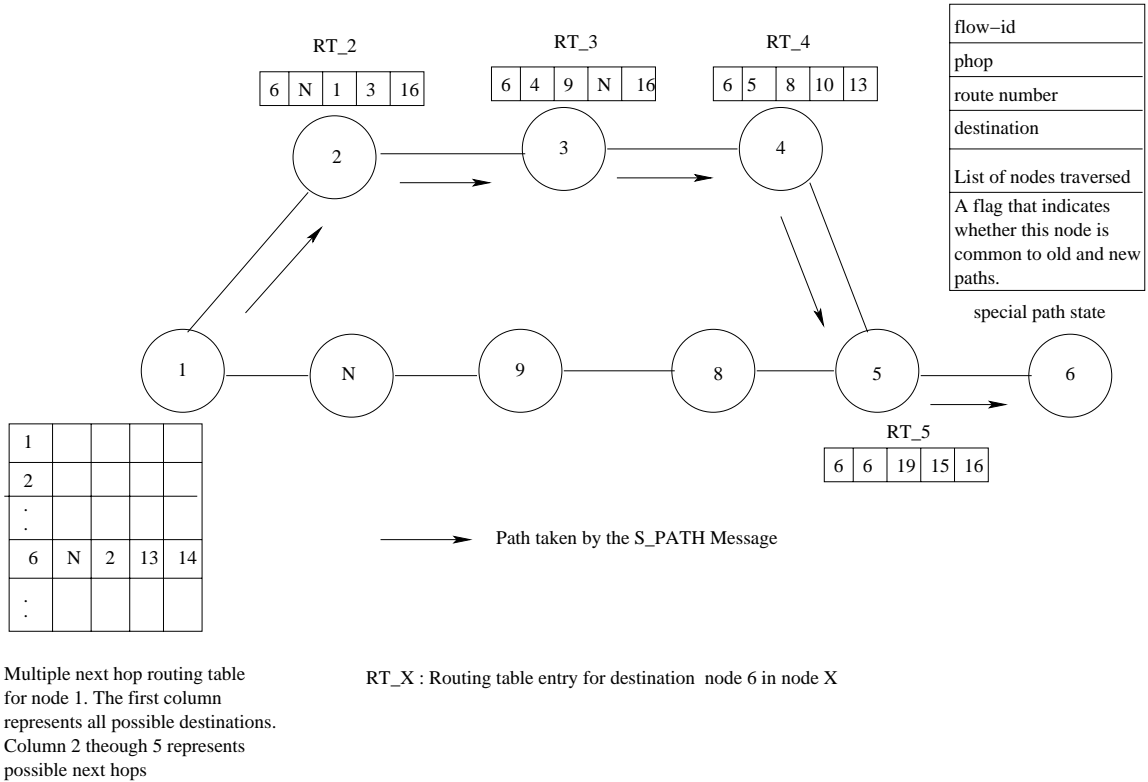 RT_2
6 N 1 3 16
RT_3
6 4 9 N 16
RT_4
6 5 8 10 13
flow−id
phop
route number
destination
List of nodes traversed
A flag that indicates
whether this node is
common to old and new
paths.
special path state
2
3
4
1
N
9
8
5
6
RT_5
6 6 19 15 16
1
2
.
.
6 N 2 13 14
.
.
Path taken by the S_PATH Message
Multiple next hop routing table
for node 1. The first column
represents all possible destinations.
Column 2 theough 5 represents
possible next hops
RT_X : Routing table entry for destination node 6 in node X